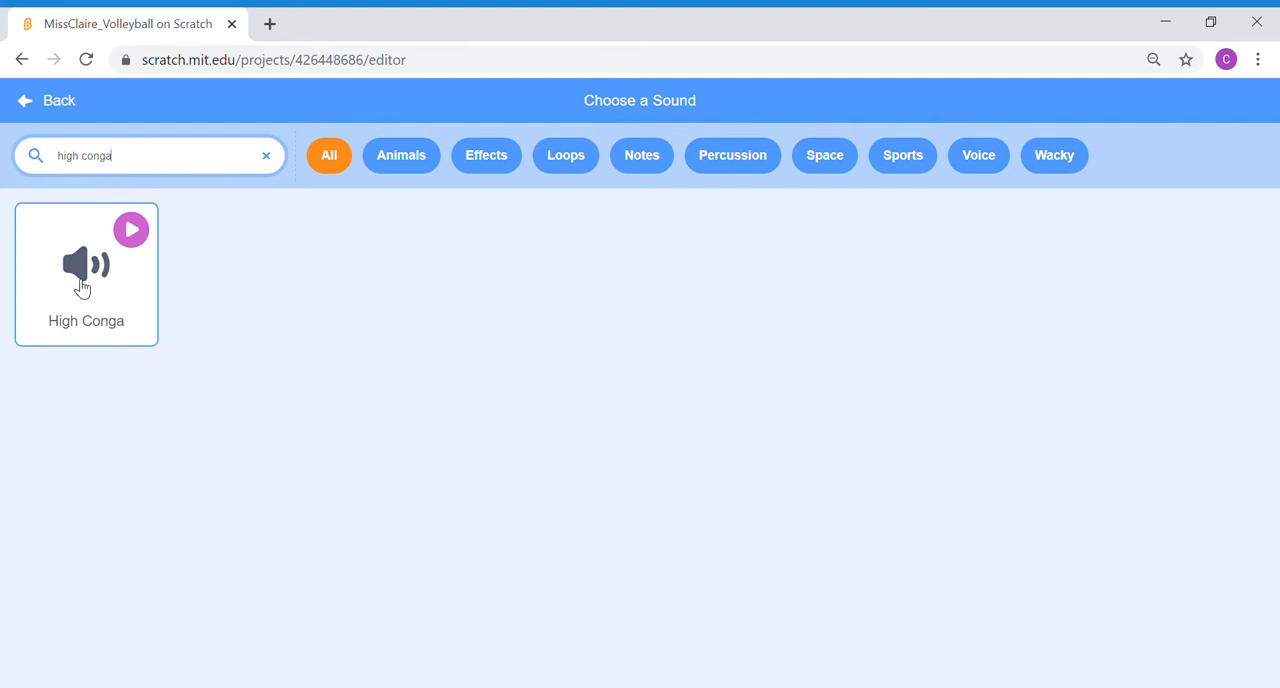 MissClaire_Volleyball on Scratch
scratch.mit.edu/projects/426448686/editor
C
Back
Choose a Sound
high conga
All
Animals
Effects
Loops
Notes
Percussion
Space
Sports
Voice
Wacky
High Conga